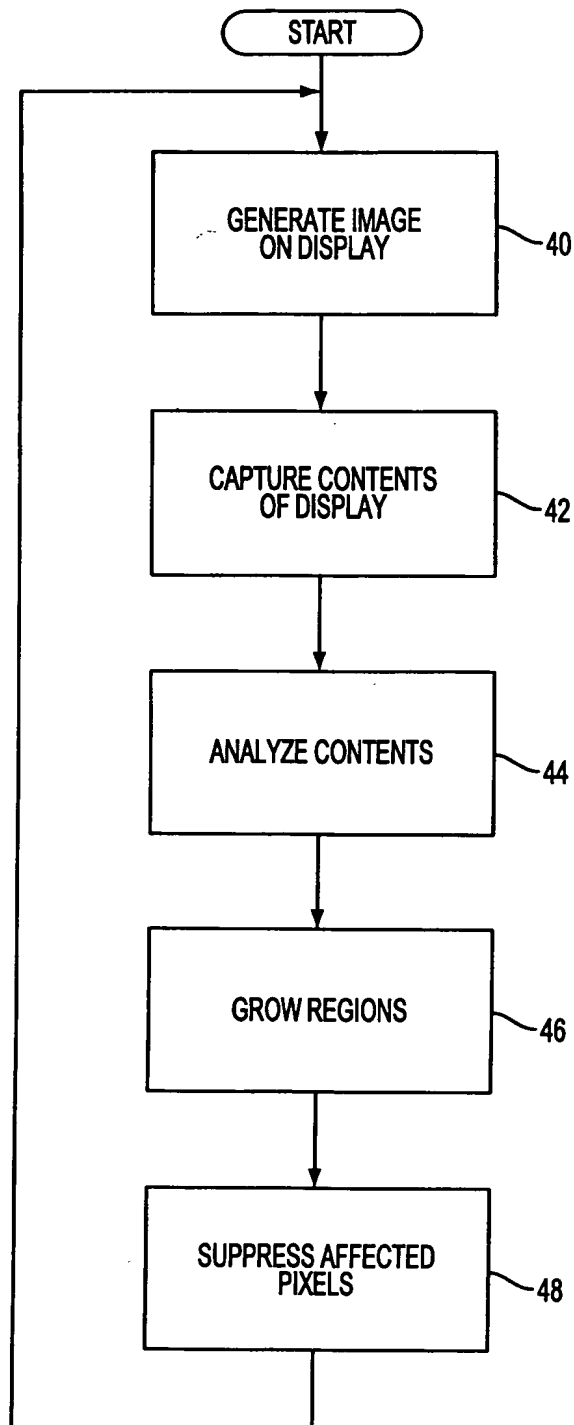 START
GENERATE IMAGE
ON DISPLAY
40
CAPTURE CONTENTS
OF DISPLAY
42
ANALYZE CONTENTS
44
GROW REGIONS
46
SUPPRESS AFFECTED
PIXELS
48